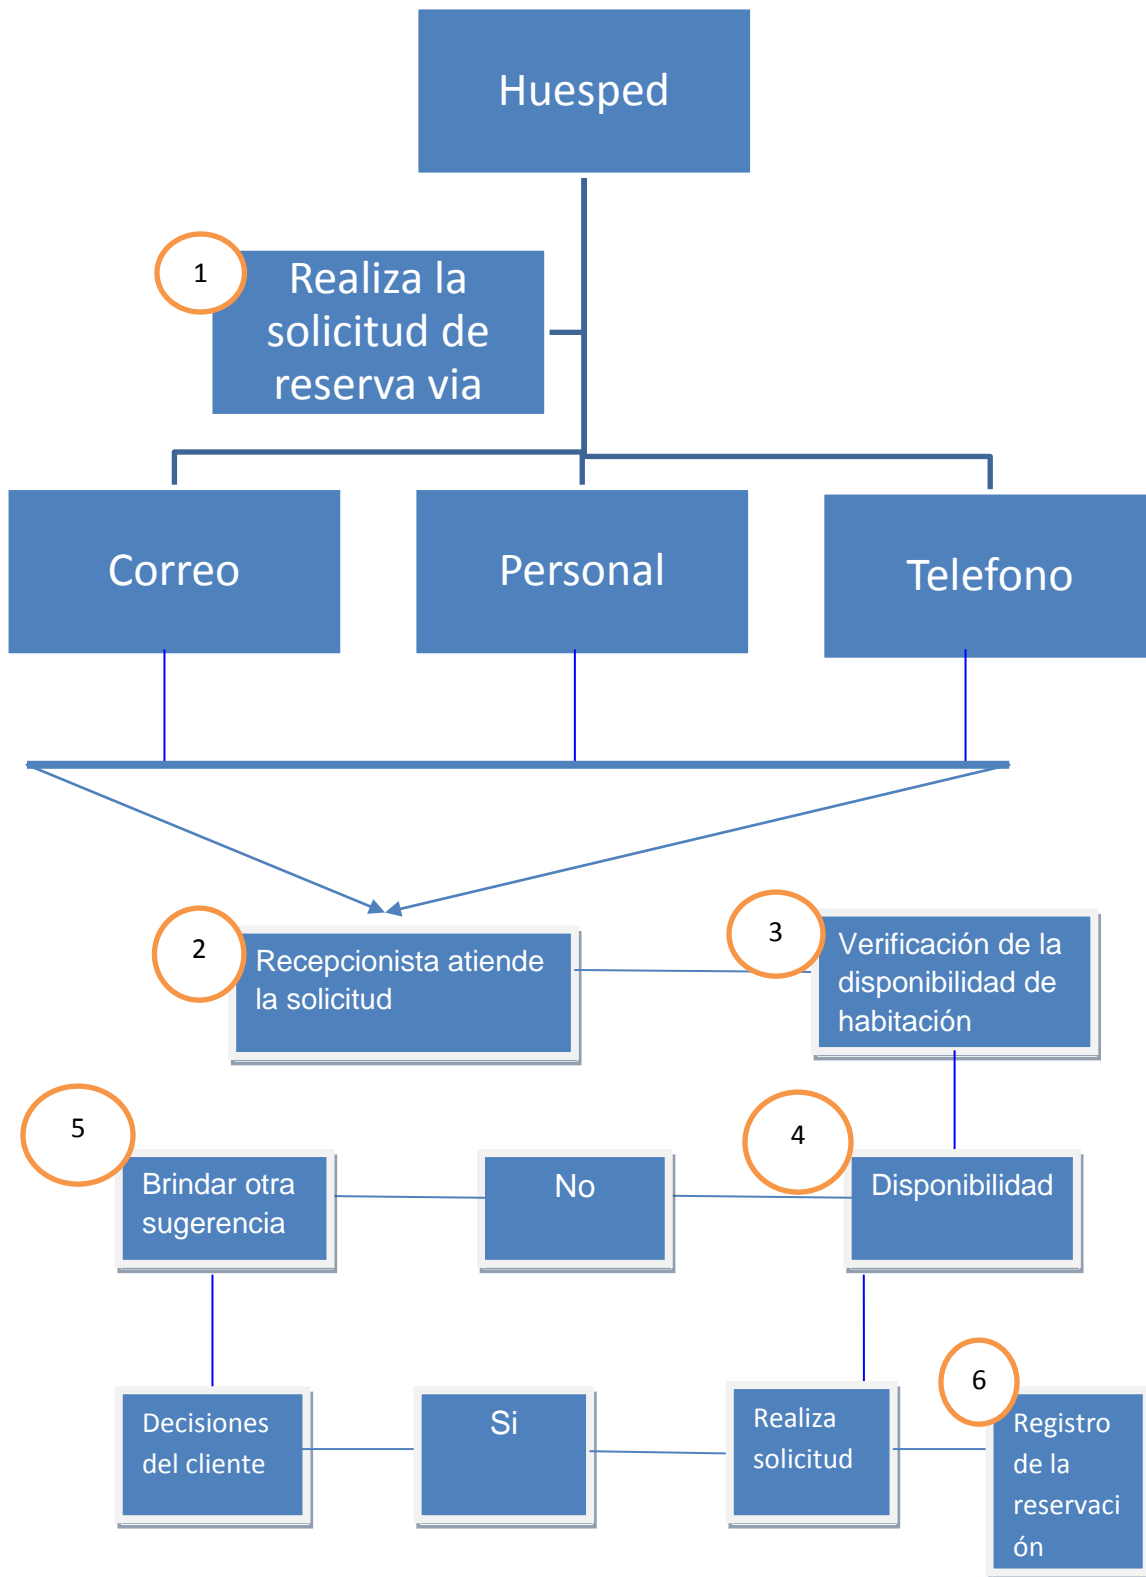 Huesped
1
Realiza la
solicitud de
reserva via
Correo
Personal
Telefono
2
Recepcionista atiende
la solicitud
3
Verificación de la
disponibilidad de
habitación
5
Brindar otra
sugerencia
No
4
Disponibilidad
Decisiones
del cliente
Si
Realiza
solicitud
6
Registro
de la
reservaci
ón